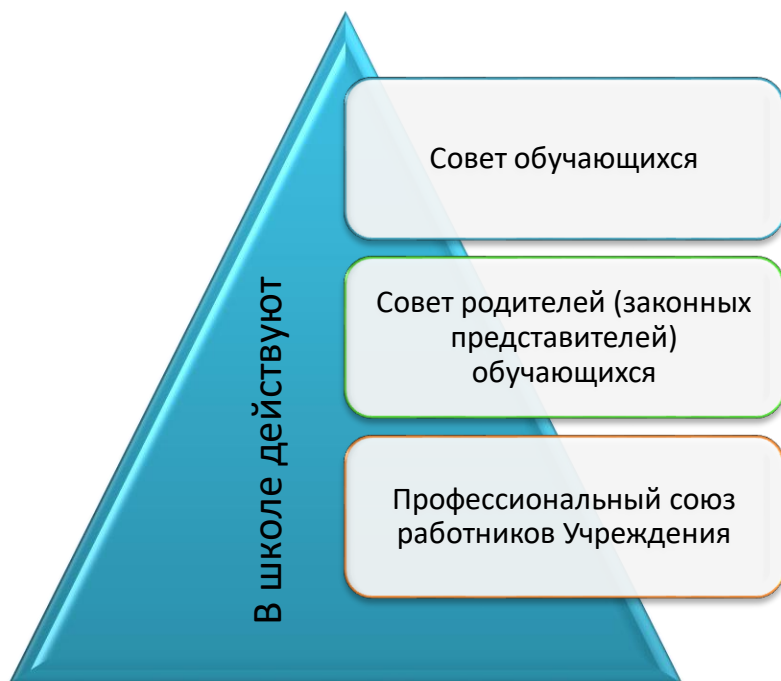 В школе действуют
Совет обучающихся
Совет родителей (законных
представителей)
обучающихся
Профессиональный союз
работников Учреждения